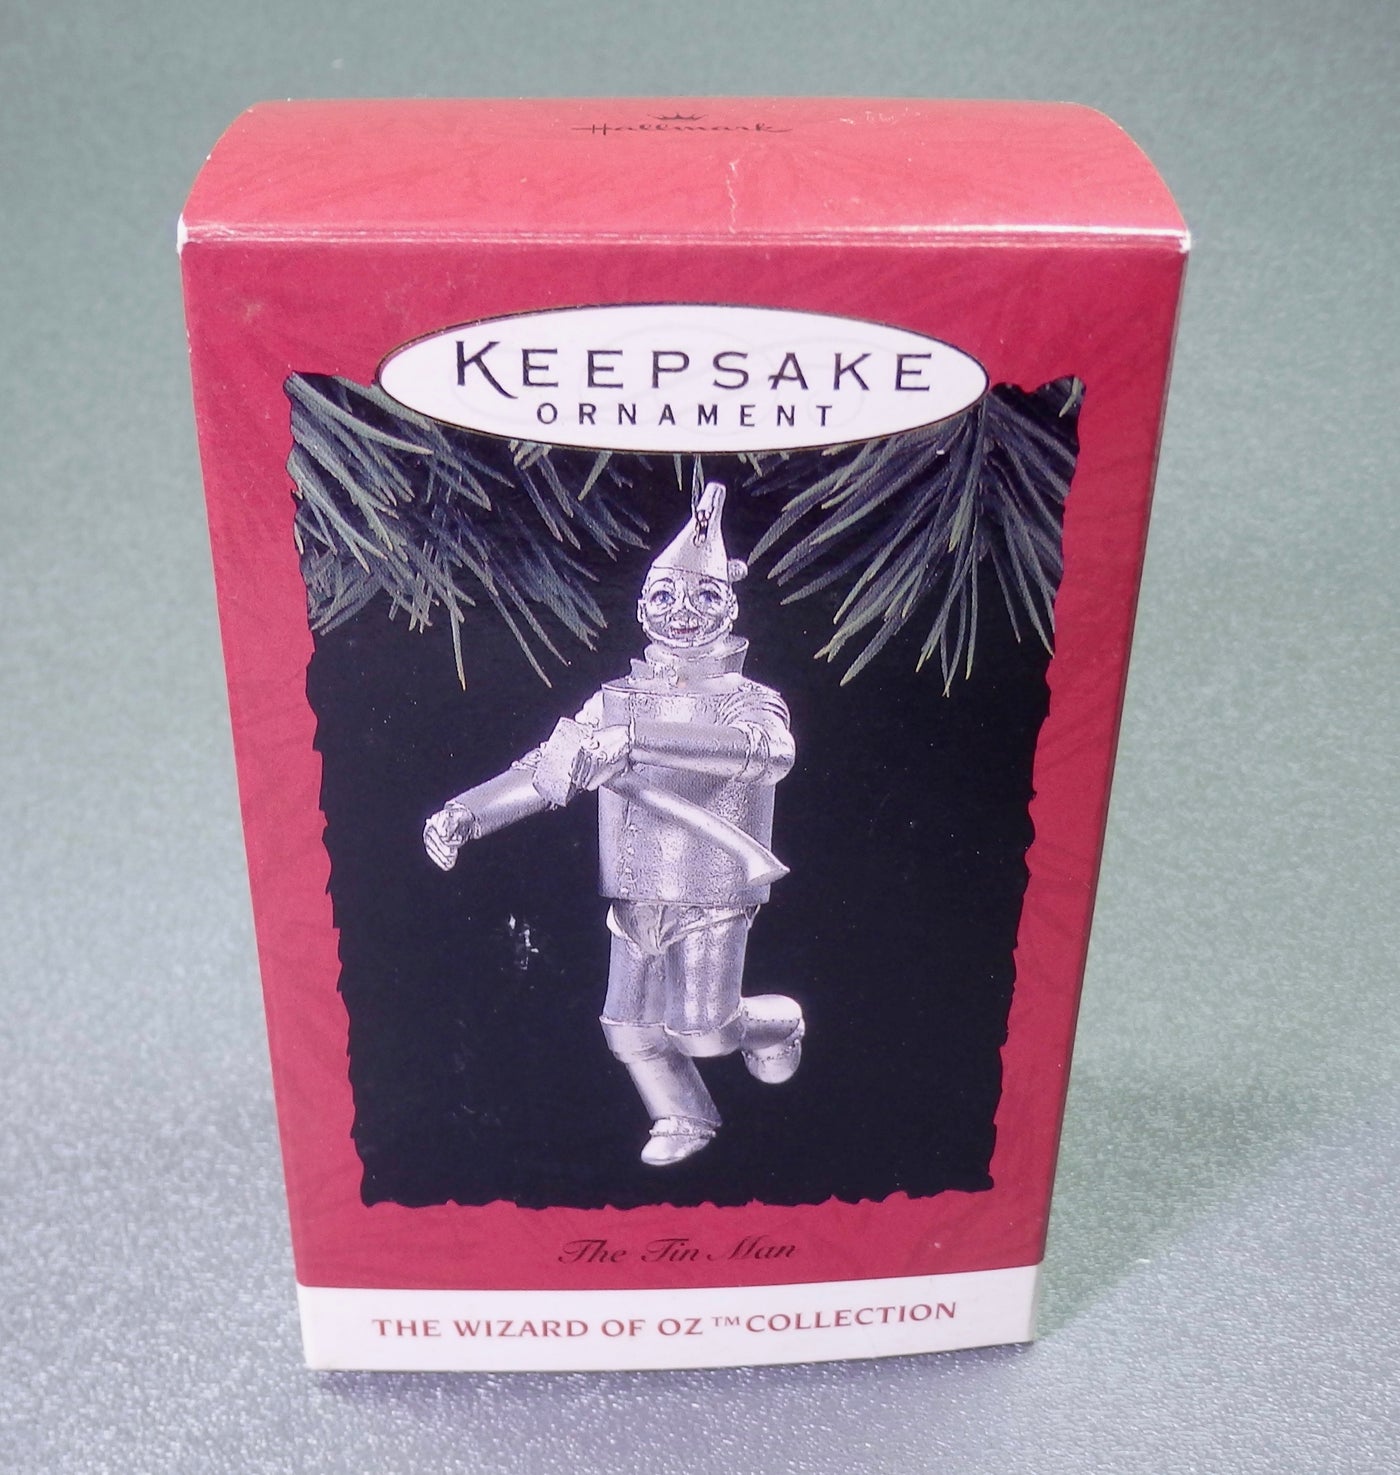 Hallmark
KEEPSAKE
ORNAMENT
The Tin Man
THE WIZARD OF OZ™ COLLECTION